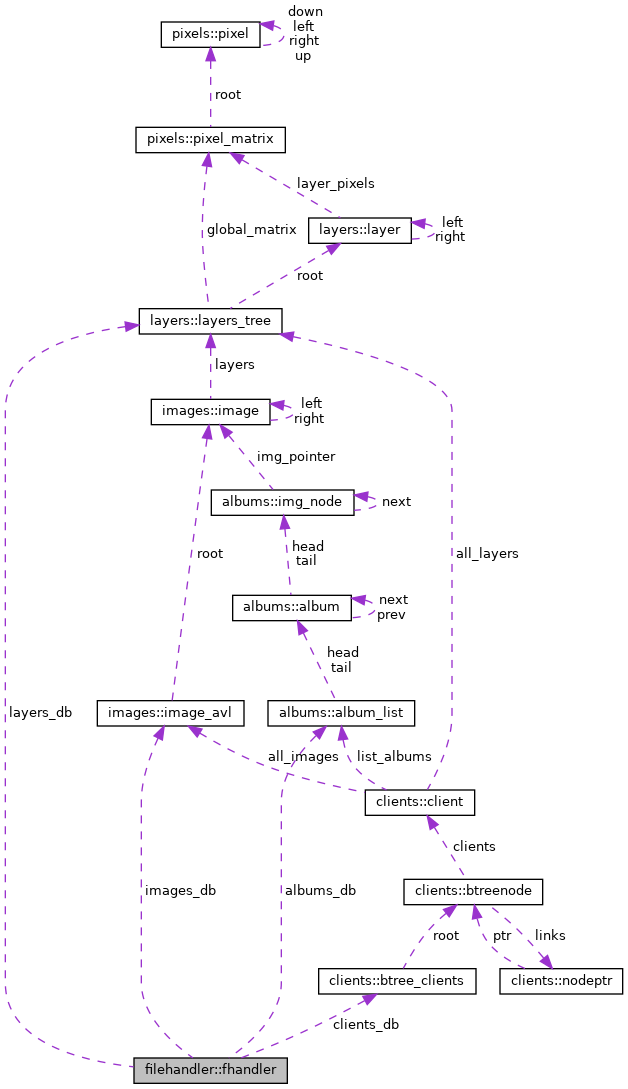 down
pixels::pixel
left
right
up
root
pixels::pixel_matrix
layer_pixels
layers::layer
left
right
global_matrix
root
layers::layers_tree
layers
images::image
left
right
img_pointer
albums::img_node
next
root
all_layers
head
tail
albums::album
next
prev
head
tail
layers_db
images::image_avl
albums::album_list
all_images
list_albums
clients::client
clients
images_db
albums_db
clients::btreenode
root
ptr
links
clients::btree_clients
clients::nodeptr
clients_db
filehandler::fhandler